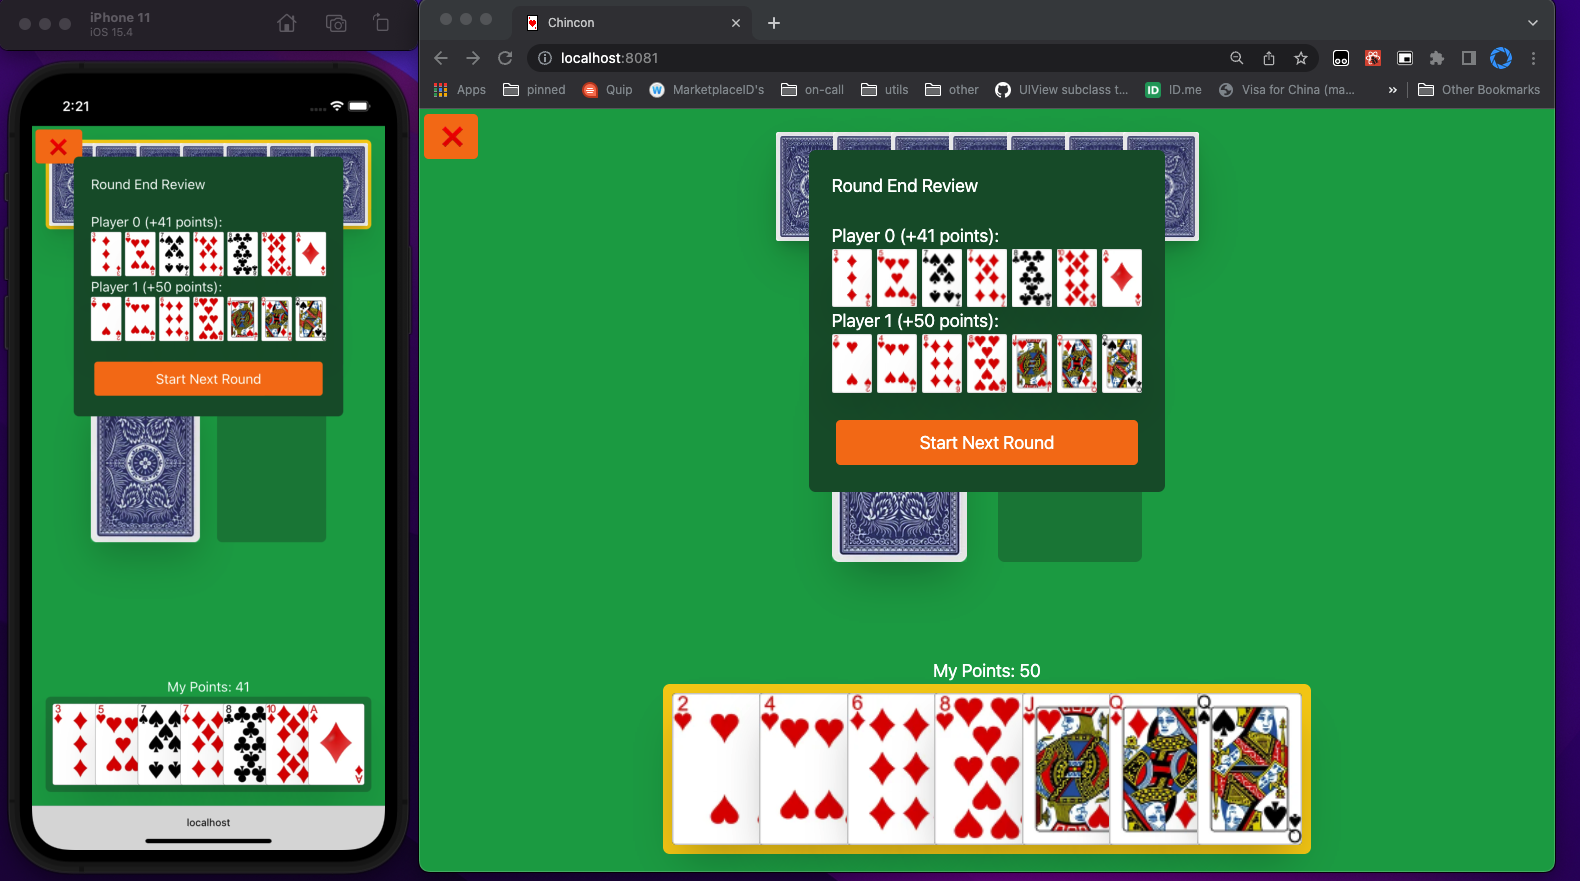 iPhone 11
iOS 15.4
2:21
Round End Review
Player 0 (+41 points):
Player 1 (+50 points):
Start Next Round
My Points: 41
3 5 7 7 8 10 A
A
localhost
Chincon
localhost:8081
Apps pinned Quip MarketplaceID's on-call utils other UIView subclass t... ID ID.me Visa for China (ma... » Other Bookmarks
Round End Review
Player 0 (+41 points):
Player 1 (+50 points):
Start Next Round
My Points: 50
2 4 6 8 J Q Q
Q